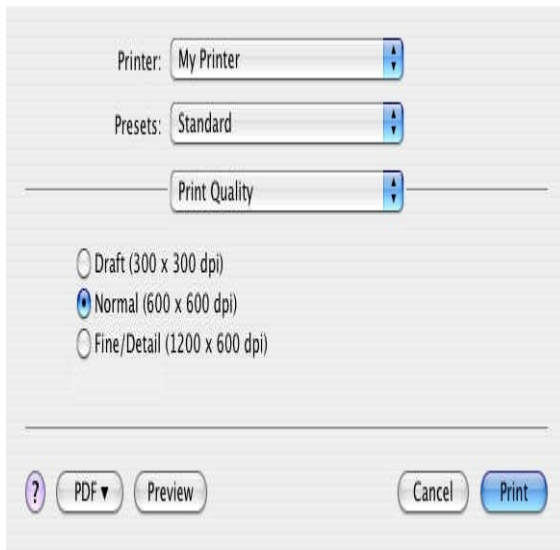 Printer: My Printer
Presets: Standard
Print Quality
Draft (300 x 300 dpi)
Normal (600 x 600 dpi)
Fine/Detail (1200 x 600 dpi)
? PDF▼ Preview Cancel Print